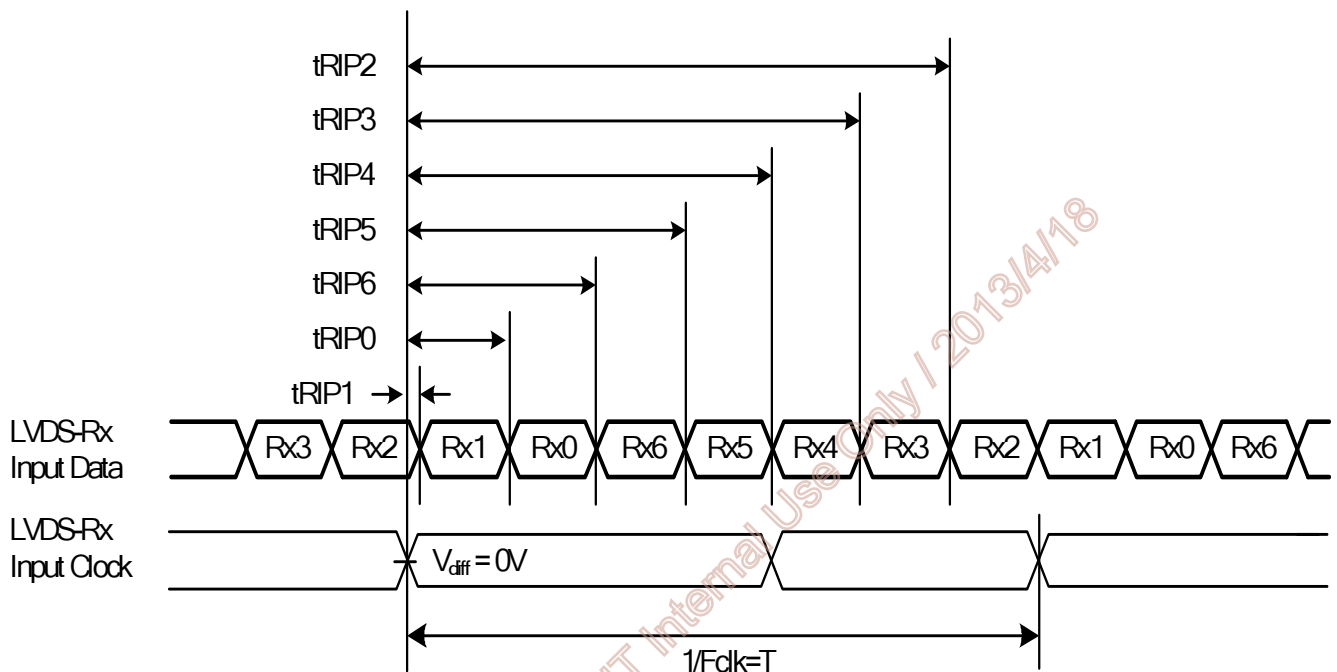 tRIP2
tRIP3
tRIP4
tRIP5
tRIP6
tRIP0
tRIP1
LVDS-Rx
Input Data
Rx3 Rx2 Rx1 Rx0 Rx6 Rx5 Rx4 Rx3 Rx2 Rx1 Rx0 Rx6
LVDS-Rx
Input Clock
Vdiff = 0V
1/Fclk=T
Internal Use Only / 2013/4/18